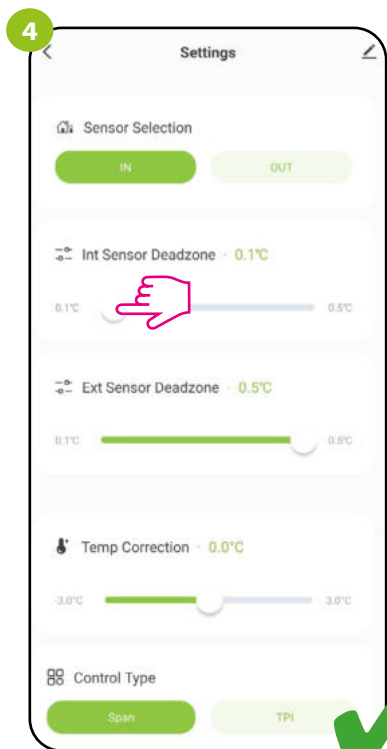 4
Settings
Sensor Selection
IN OUT
Int Sensor Deadzone · 0.1°C
0.1°C 0.5°C
Ext Sensor Deadzone · 0.5°C
0.1°C 0.5°C
Temp Correction · 0.0°C
-3.0°C 3.0°C
Control Type
Span TPI